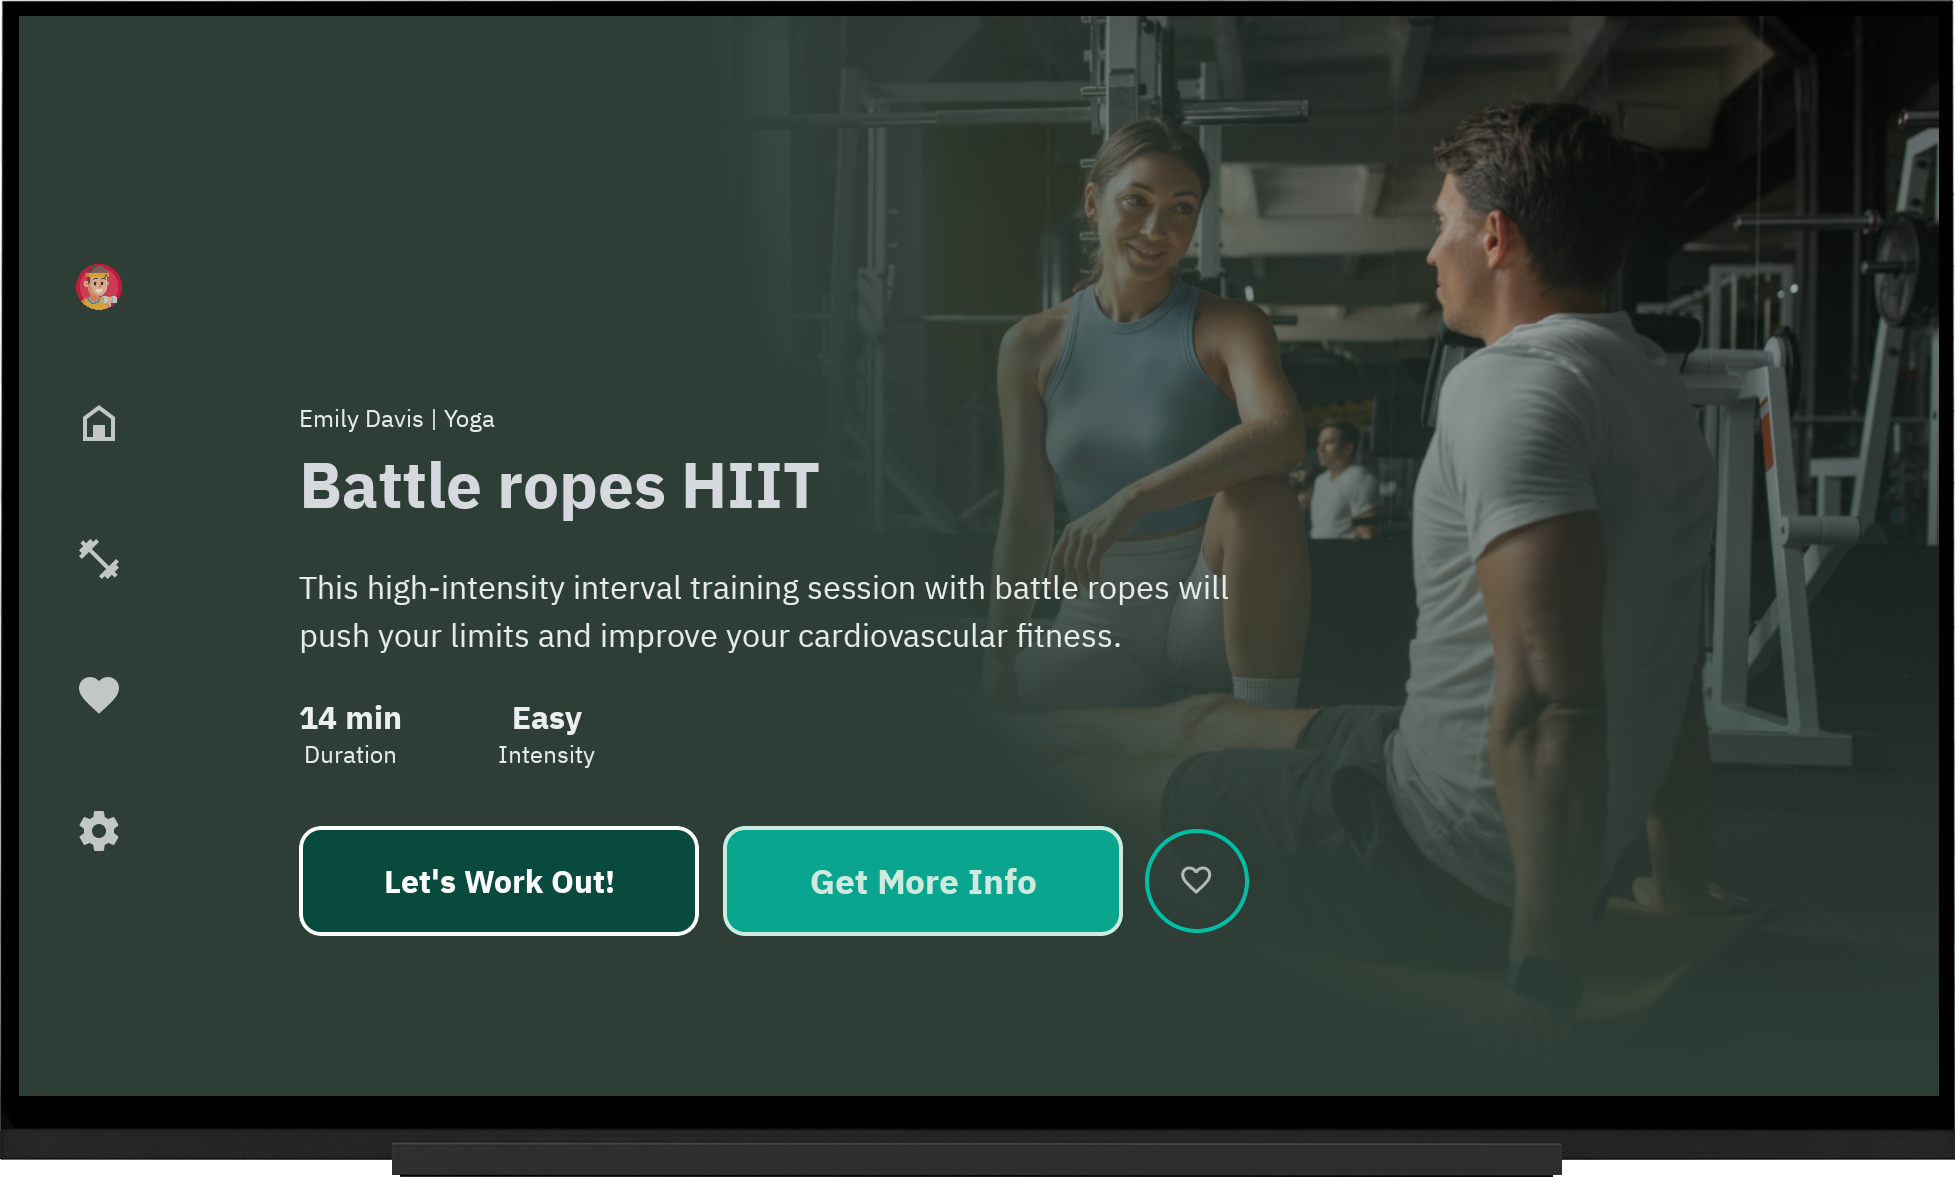 Emily Davis | Yoga
Battle ropes HIIT
This high-intensity interval training session with battle ropes will
push your limits and improve your cardiovascular fitness.
14 min Easy
Duration Intensity
Let's Work Out! Get More Info